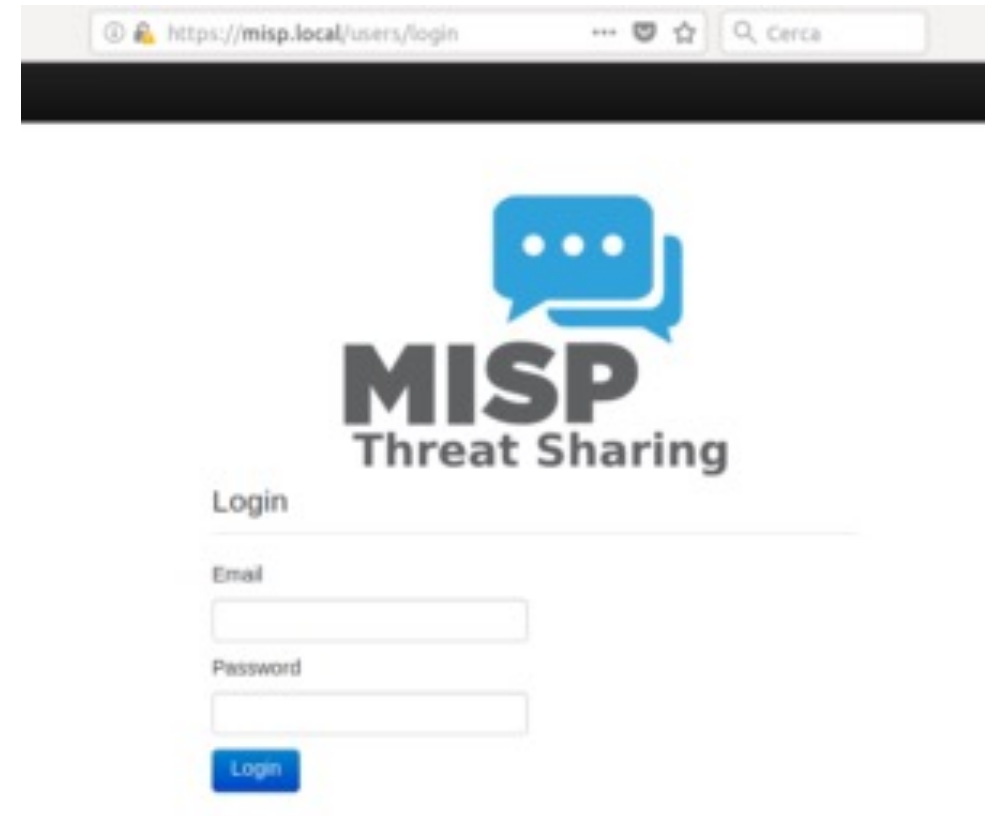 https://misp.local/users/login ••• Cerca
MISP
Threat Sharing
Login
Email
Password
Login